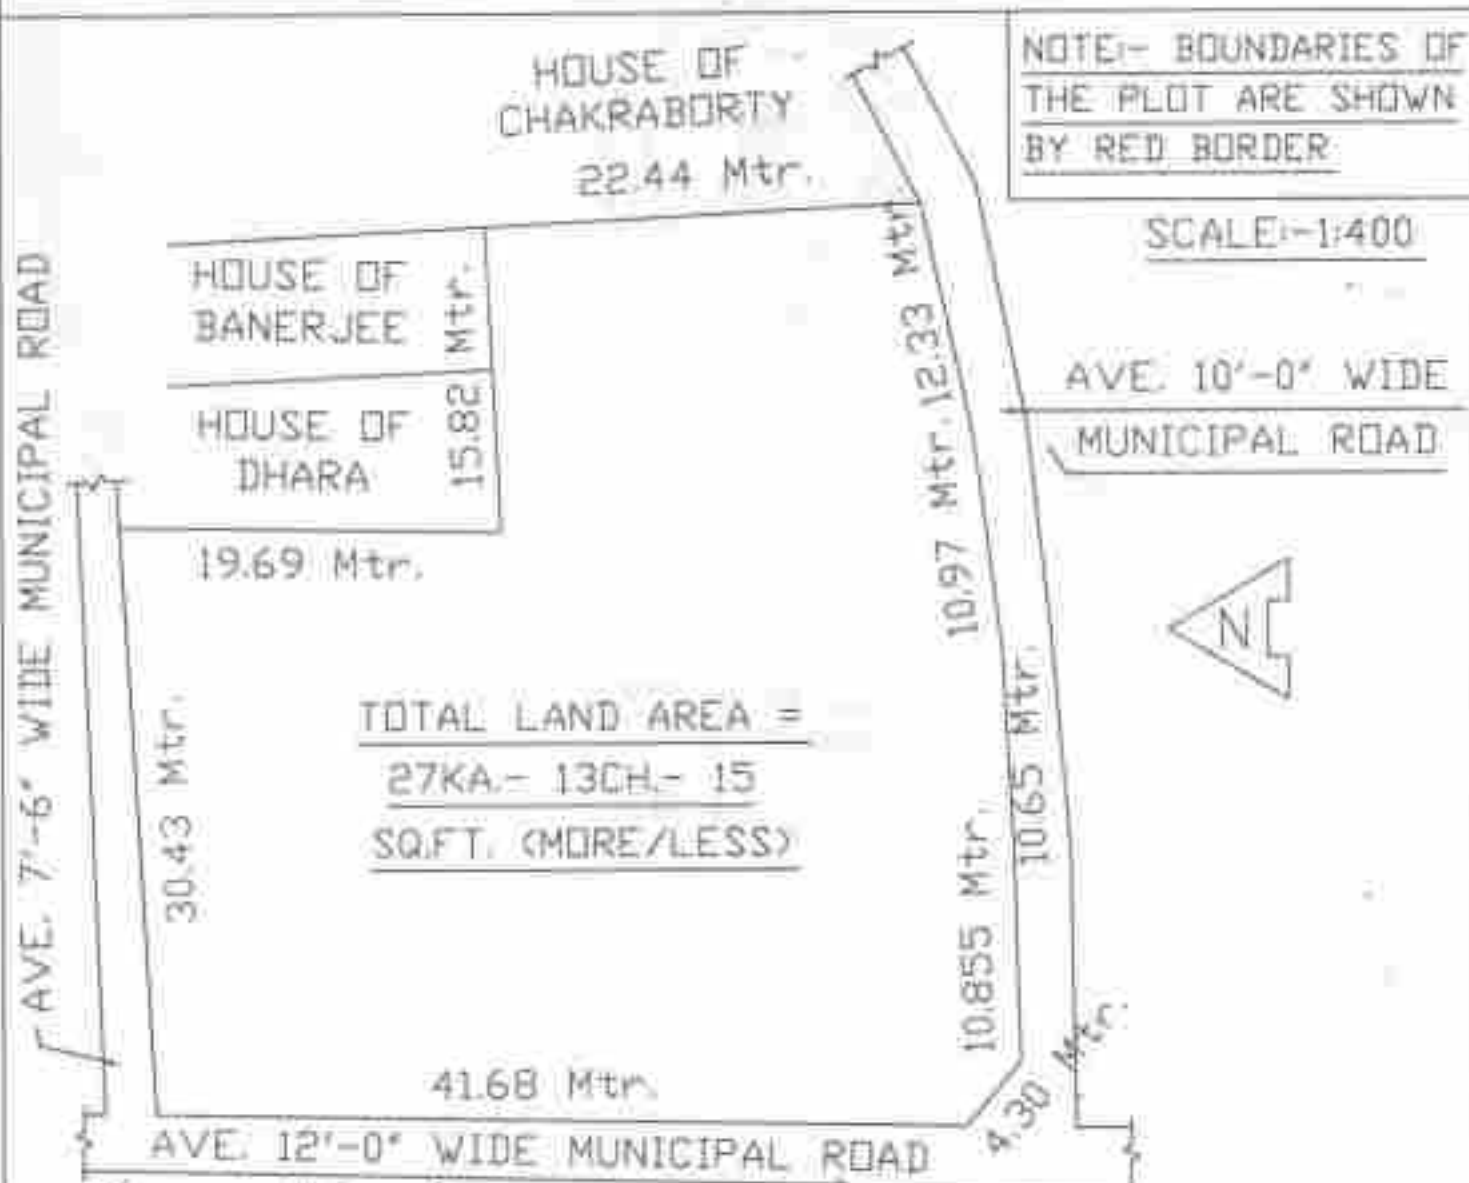 HOUSE OF
CHAKRABORTY
22.44 Mtr.
NOTE:- BOUNDARIES OF
THE PLOT ARE SHOWN
BY RED BORDER
SCALE:-1:400
HOUSE OF
BANERJEE
HOUSE OF
DHARA
15.82 Mtr.
19.69 Mtr.
12.33 Mtr.
10.97 Mtr.
AVE. 10'-0" WIDE
MUNICIPAL ROAD
N
AVE. 7'-6" WIDE MUNICIPAL ROAD
30.43 Mtr.
TOTAL LAND AREA =
27KA.- 13CH.- 15
SQ.FT. (MORE/LESS)
10.65 Mtr.
10.855 Mtr.
41.68 Mtr.
4.30 Mtr.
AVE. 12'-0" WIDE MUNICIPAL ROAD